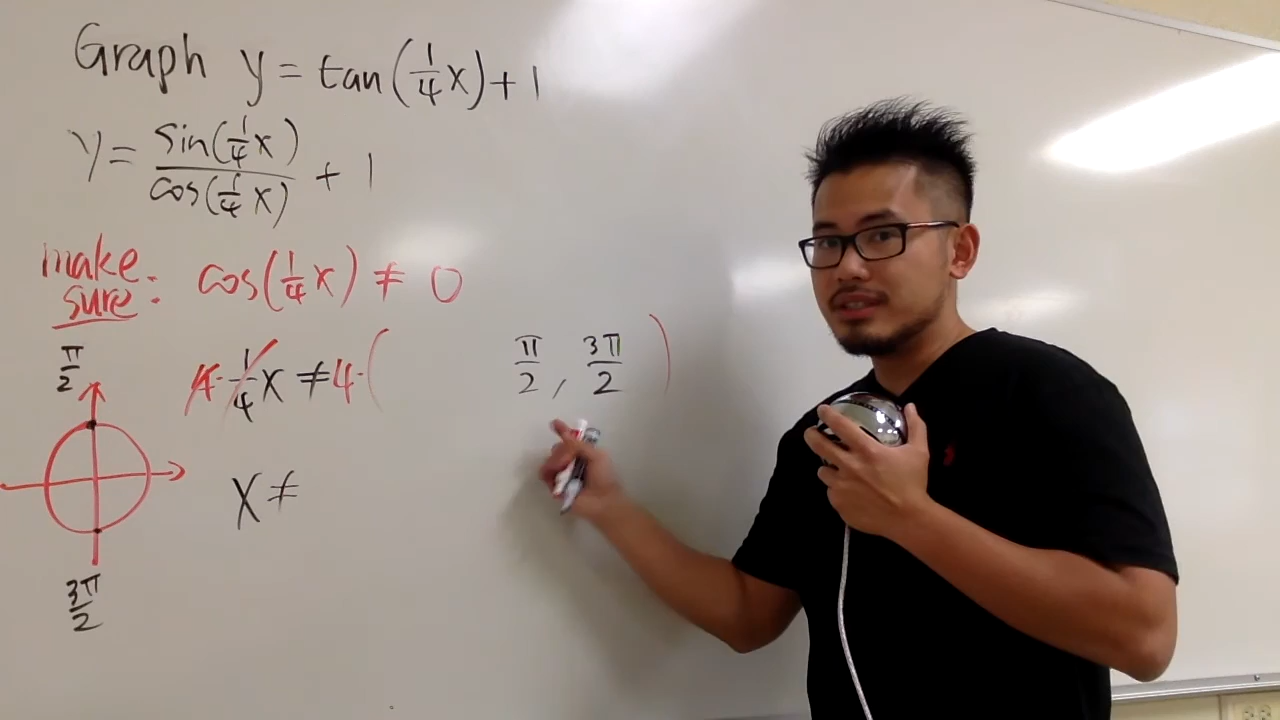 Graph y = tan(1/4 x) + 1
y = sin(1/4 x)/cos(1/4 x) + 1
make sure: cos(1/4 x) ≠ 0
π/2
4 · 1/4 x ≠ 4 · ( π/2, 3π/2 )
x ≠
3π/2